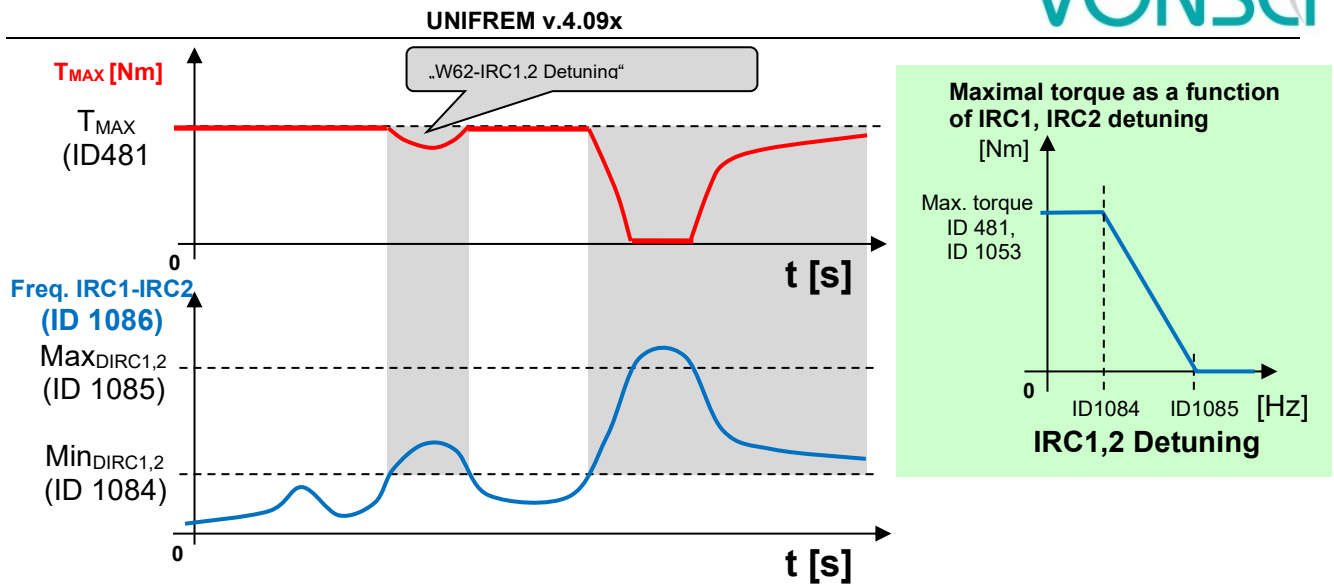 VONSCH
UNIFREM v.4.09x
TMAX [Nm]
„W62-IRC1,2 Detuning“
TMAX
(ID481
0
t [s]
Freq. IRC1-IRC2
(ID 1086)
MaxDIRC1,2
(ID 1085)
MinDIRC1,2
(ID 1084)
0
t [s]
Maximal torque as a function
of IRC1, IRC2 detuning
[Nm]
Max. torque
ID 481,
ID 1053
0
ID1084 ID1085 [Hz]
IRC1,2 Detuning